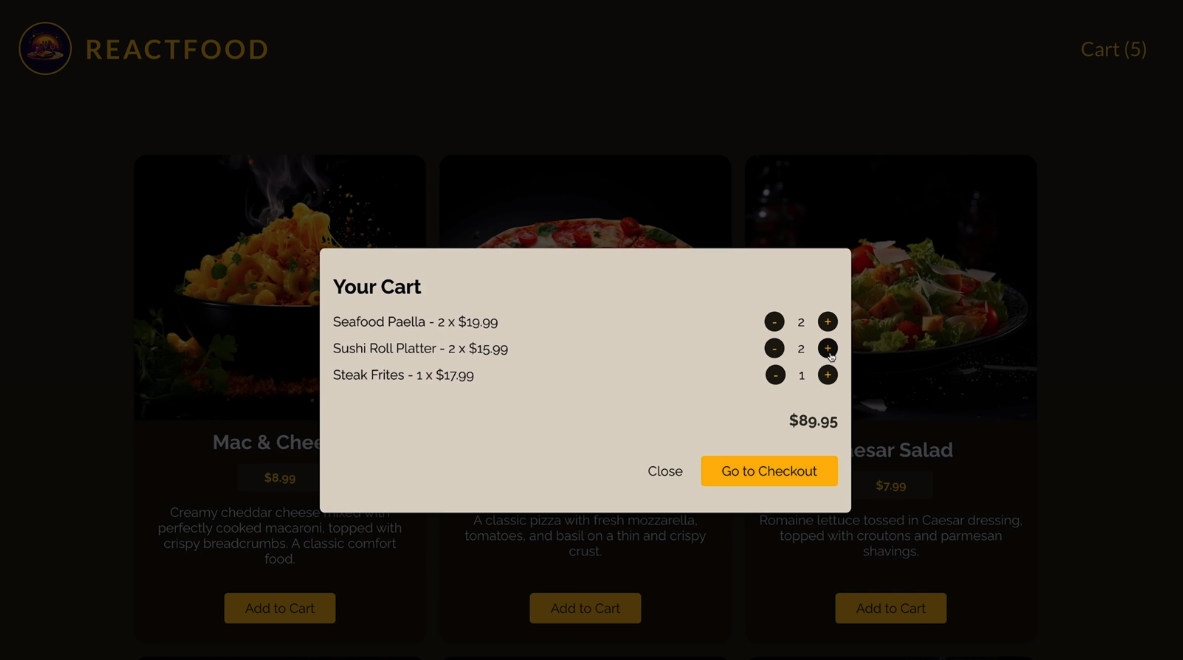 REACTFOOD
Cart (5)
Your Cart
Seafood Paella - 2 x $19.99
- 2 +
Sushi Roll Platter - 2 x $15.99
- 2 +
Steak Frites - 1 x $17.99
- 1 +
$89.95
Close
Go to Checkout
Mac & Chee
$8.99
Creamy cheddar cheese mixed with
perfectly cooked macaroni, topped with
crispy breadcrumbs. A classic comfort
food.
Add to Cart
A classic pizza with fresh mozzarella,
tomatoes, and basil on a thin and crispy
crust.
Add to Cart
esar Salad
$7.99
Romaine lettuce tossed in Caesar dressing,
topped with croutons and parmesan
shavings.
Add to Cart